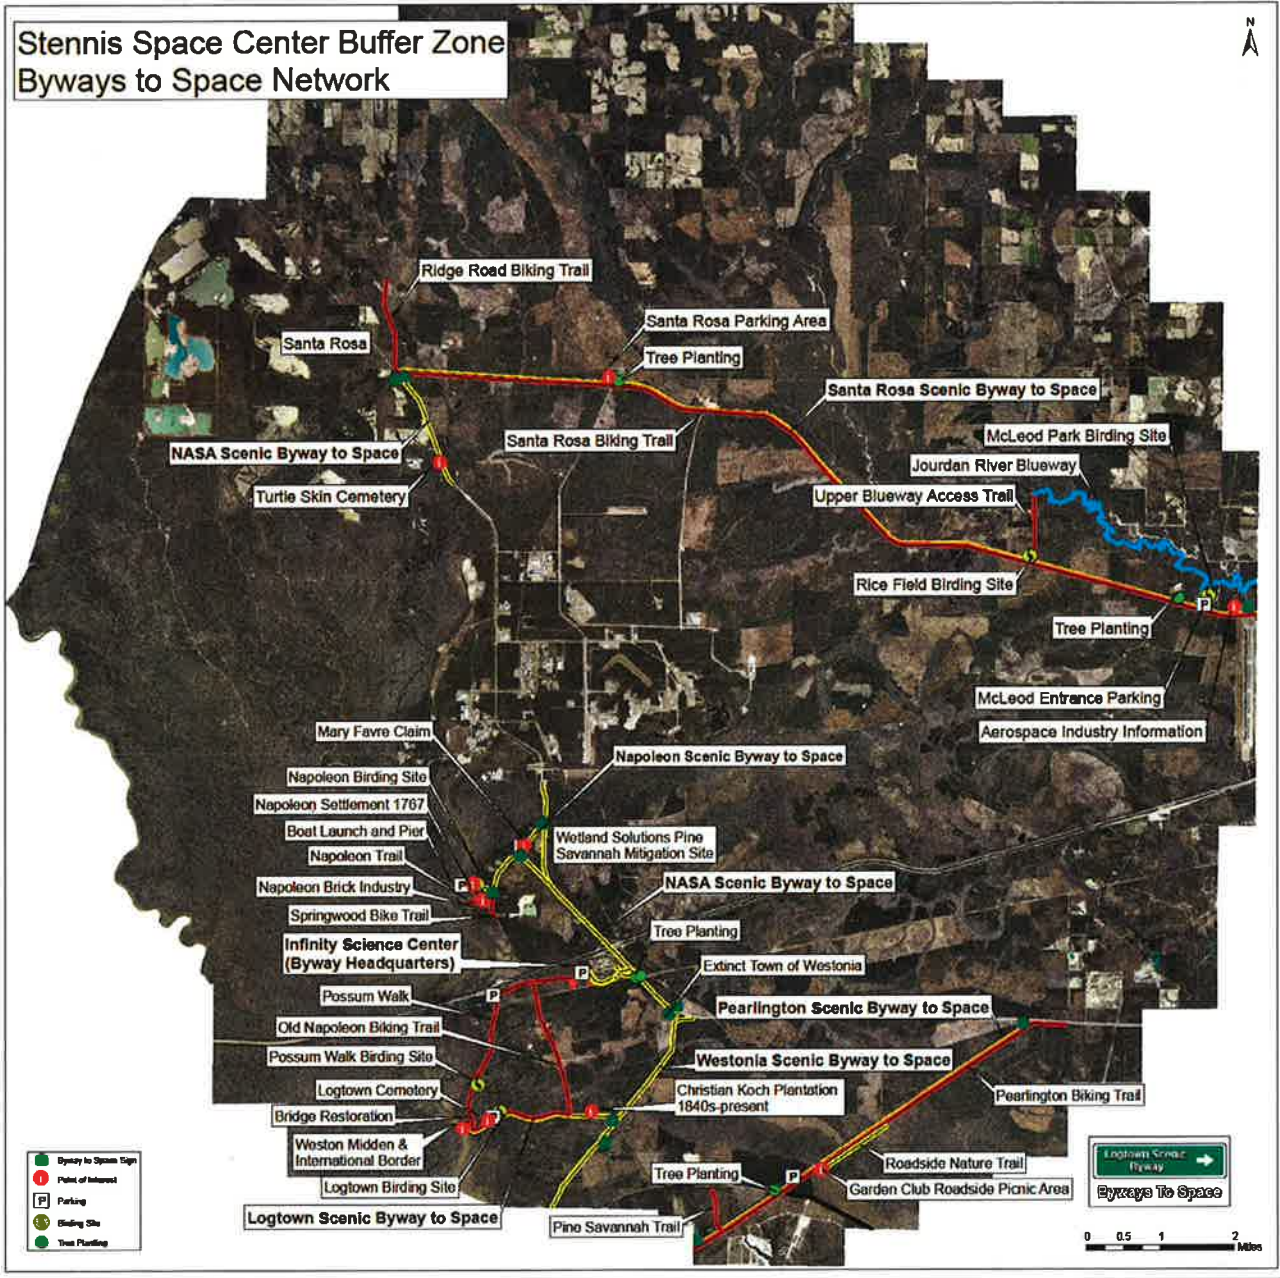 Stennis Space Center Buffer Zone
Byways to Space Network
N
Ridge Road Biking Trail
Santa Rosa Parking Area
Santa Rosa
Tree Planting
Santa Rosa Scenic Byway to Space
McLeod Park Birding Site
Santa Rosa Biking Trail
NASA Scenic Byway to Space
Jourdan River Blueway
Turtle Skin Cemetery
Upper Blueway Access Trail
Rice Field Birding Site
P
Tree Planting
McLeod Entrance Parking
Aerospace Industry Information
Mary Favre Claim
Napoleon Scenic Byway to Space
Napoleon Birding Site
Napoleon Settlement 1767
Boat Launch and Pier
Wetland Solutions Pine
Savannah Mitigation Site
Napoleon Trail
P
Napoleon Brick Industry
NASA Scenic Byway to Space
Springwood Bike Trail
Tree Planting
Infinity Science Center
(Byway Headquarters)
P
Extinct Town of Westonia
Possum Walk
P
Pearlington Scenic Byway to Space
Old Napoleon Biking Trail
Possum Walk Birding Site
Westonia Scenic Byway to Space
Logtown Cemetery
Christian Koch Plantation
1840s-present
Pearlington Biking Trail
Bridge Restoration
P
Weston Midden &
International Border
Logtown Birding Site
Roadside Nature Trail
Tree Planting
P
Garden Club Roadside Picnic Area
Logtown Scenic Byway to Space
Pine Savannah Trail
Byway to Space Sign
Point of Interest
P
Parking
Birding Site
Tree Planting
Logtown Scenic
Byway
Byways To Space
0 0.5 1 2
Miles